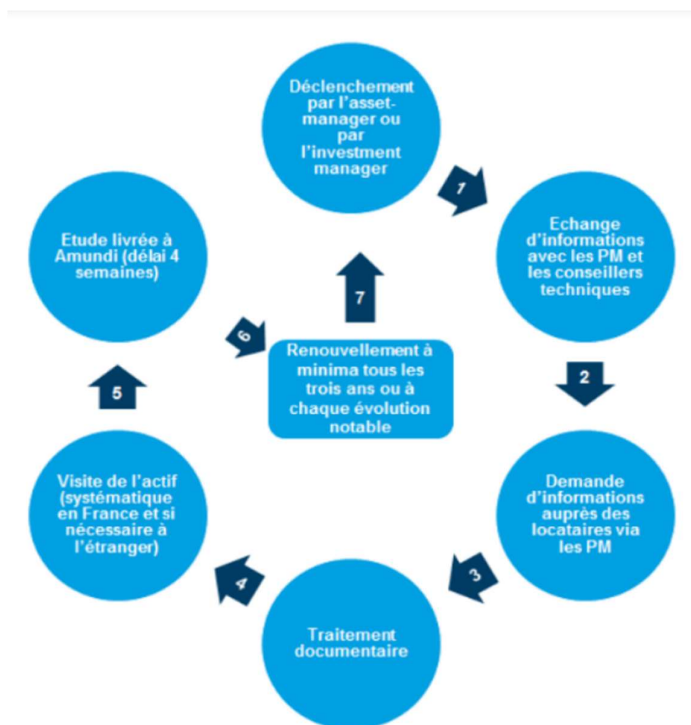 Déclenchement
par l'asset-
manager ou
par
l'investment
manager
1
Echange
d'informations
avec les PM et
les conseillers
techniques
2
Demande
d'informations
auprès des
locataires via
les PM
3
Traitement
documentaire
4
Visite de l'actif
(systématique
en France et si
nécessaire à
l'étranger)
5
Etude livrée à
Amundi (délai 4
semaines)
6
Renouvellement à
minima tous les
trois ans ou à
chaque évolution
notable
7